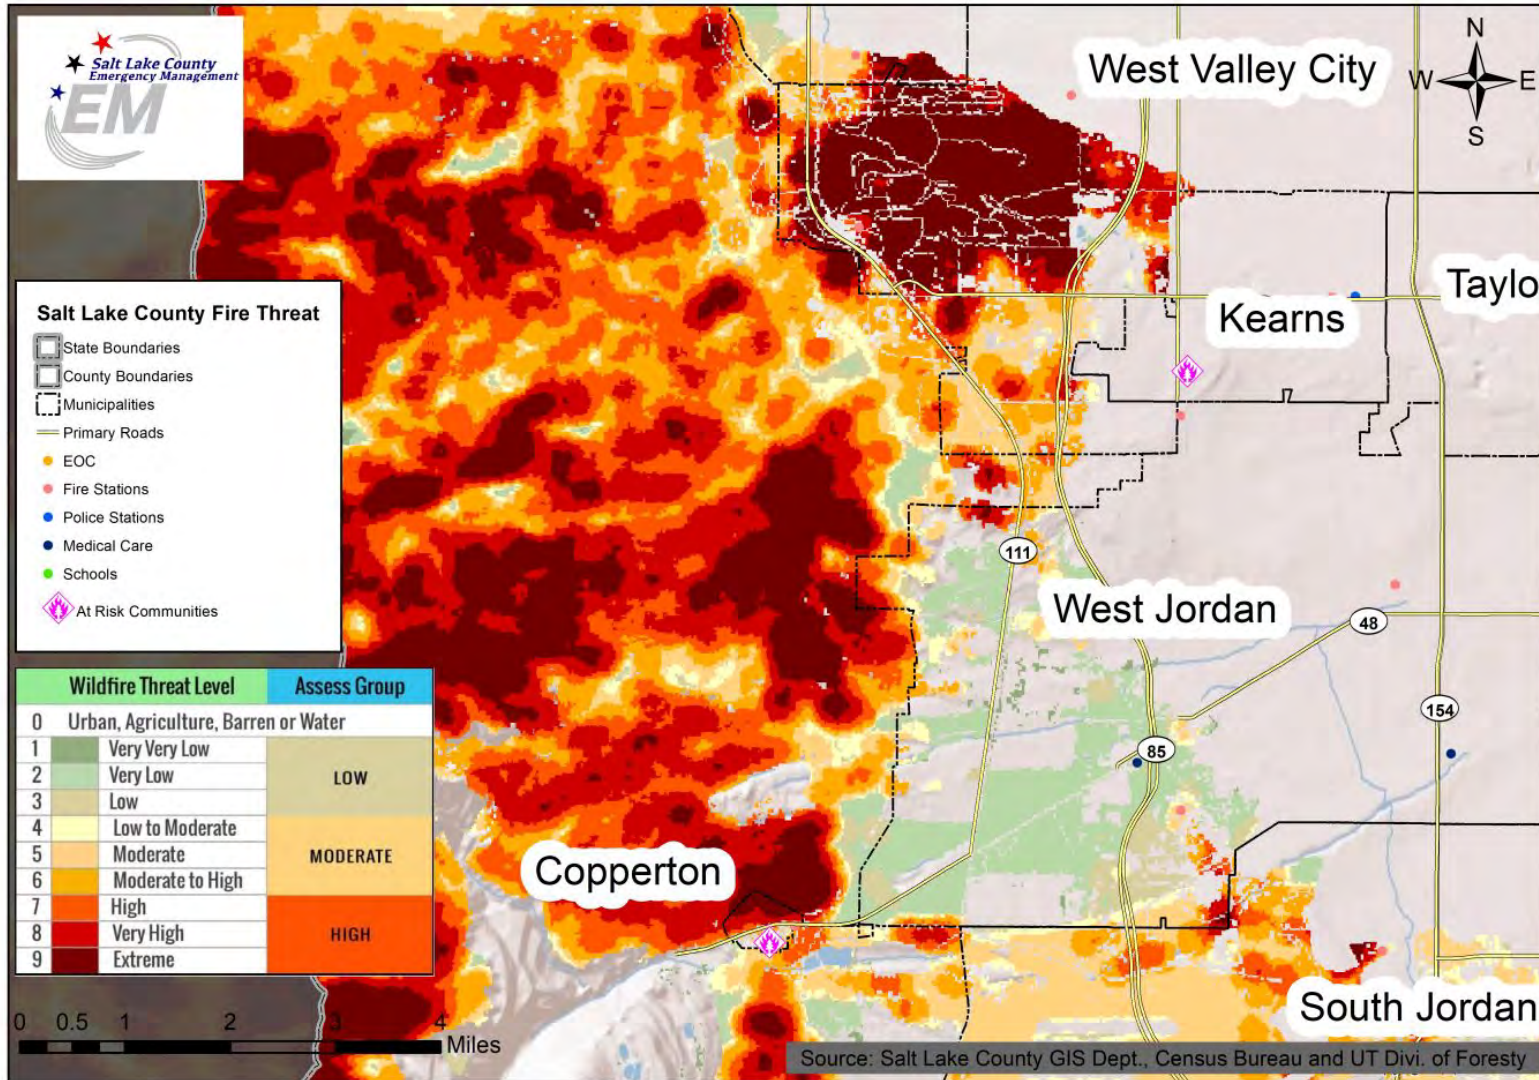 Salt Lake County
Emergency Management
EM
West Valley City
N
W E
S
Salt Lake County Fire Threat
State Boundaries
County Boundaries
Municipalities
Primary Roads
EOC
Fire Stations
Police Stations
Medical Care
Schools
At Risk Communities
Taylo
Kearns
111
West Jordan
48
154
85
Wildfire Threat Level Assess Group
0 Urban, Agriculture, Barren or Water
1 Very Very Low
2 Very Low LOW
3 Low
4 Low to Moderate
5 Moderate MODERATE
6 Moderate to High
7 High
8 Very High HIGH
9 Extreme
Copperton
South Jordan
0 0.5 1 2 3 4
Miles
Source: Salt Lake County GIS Dept., Census Bureau and UT Divi. of Foresty